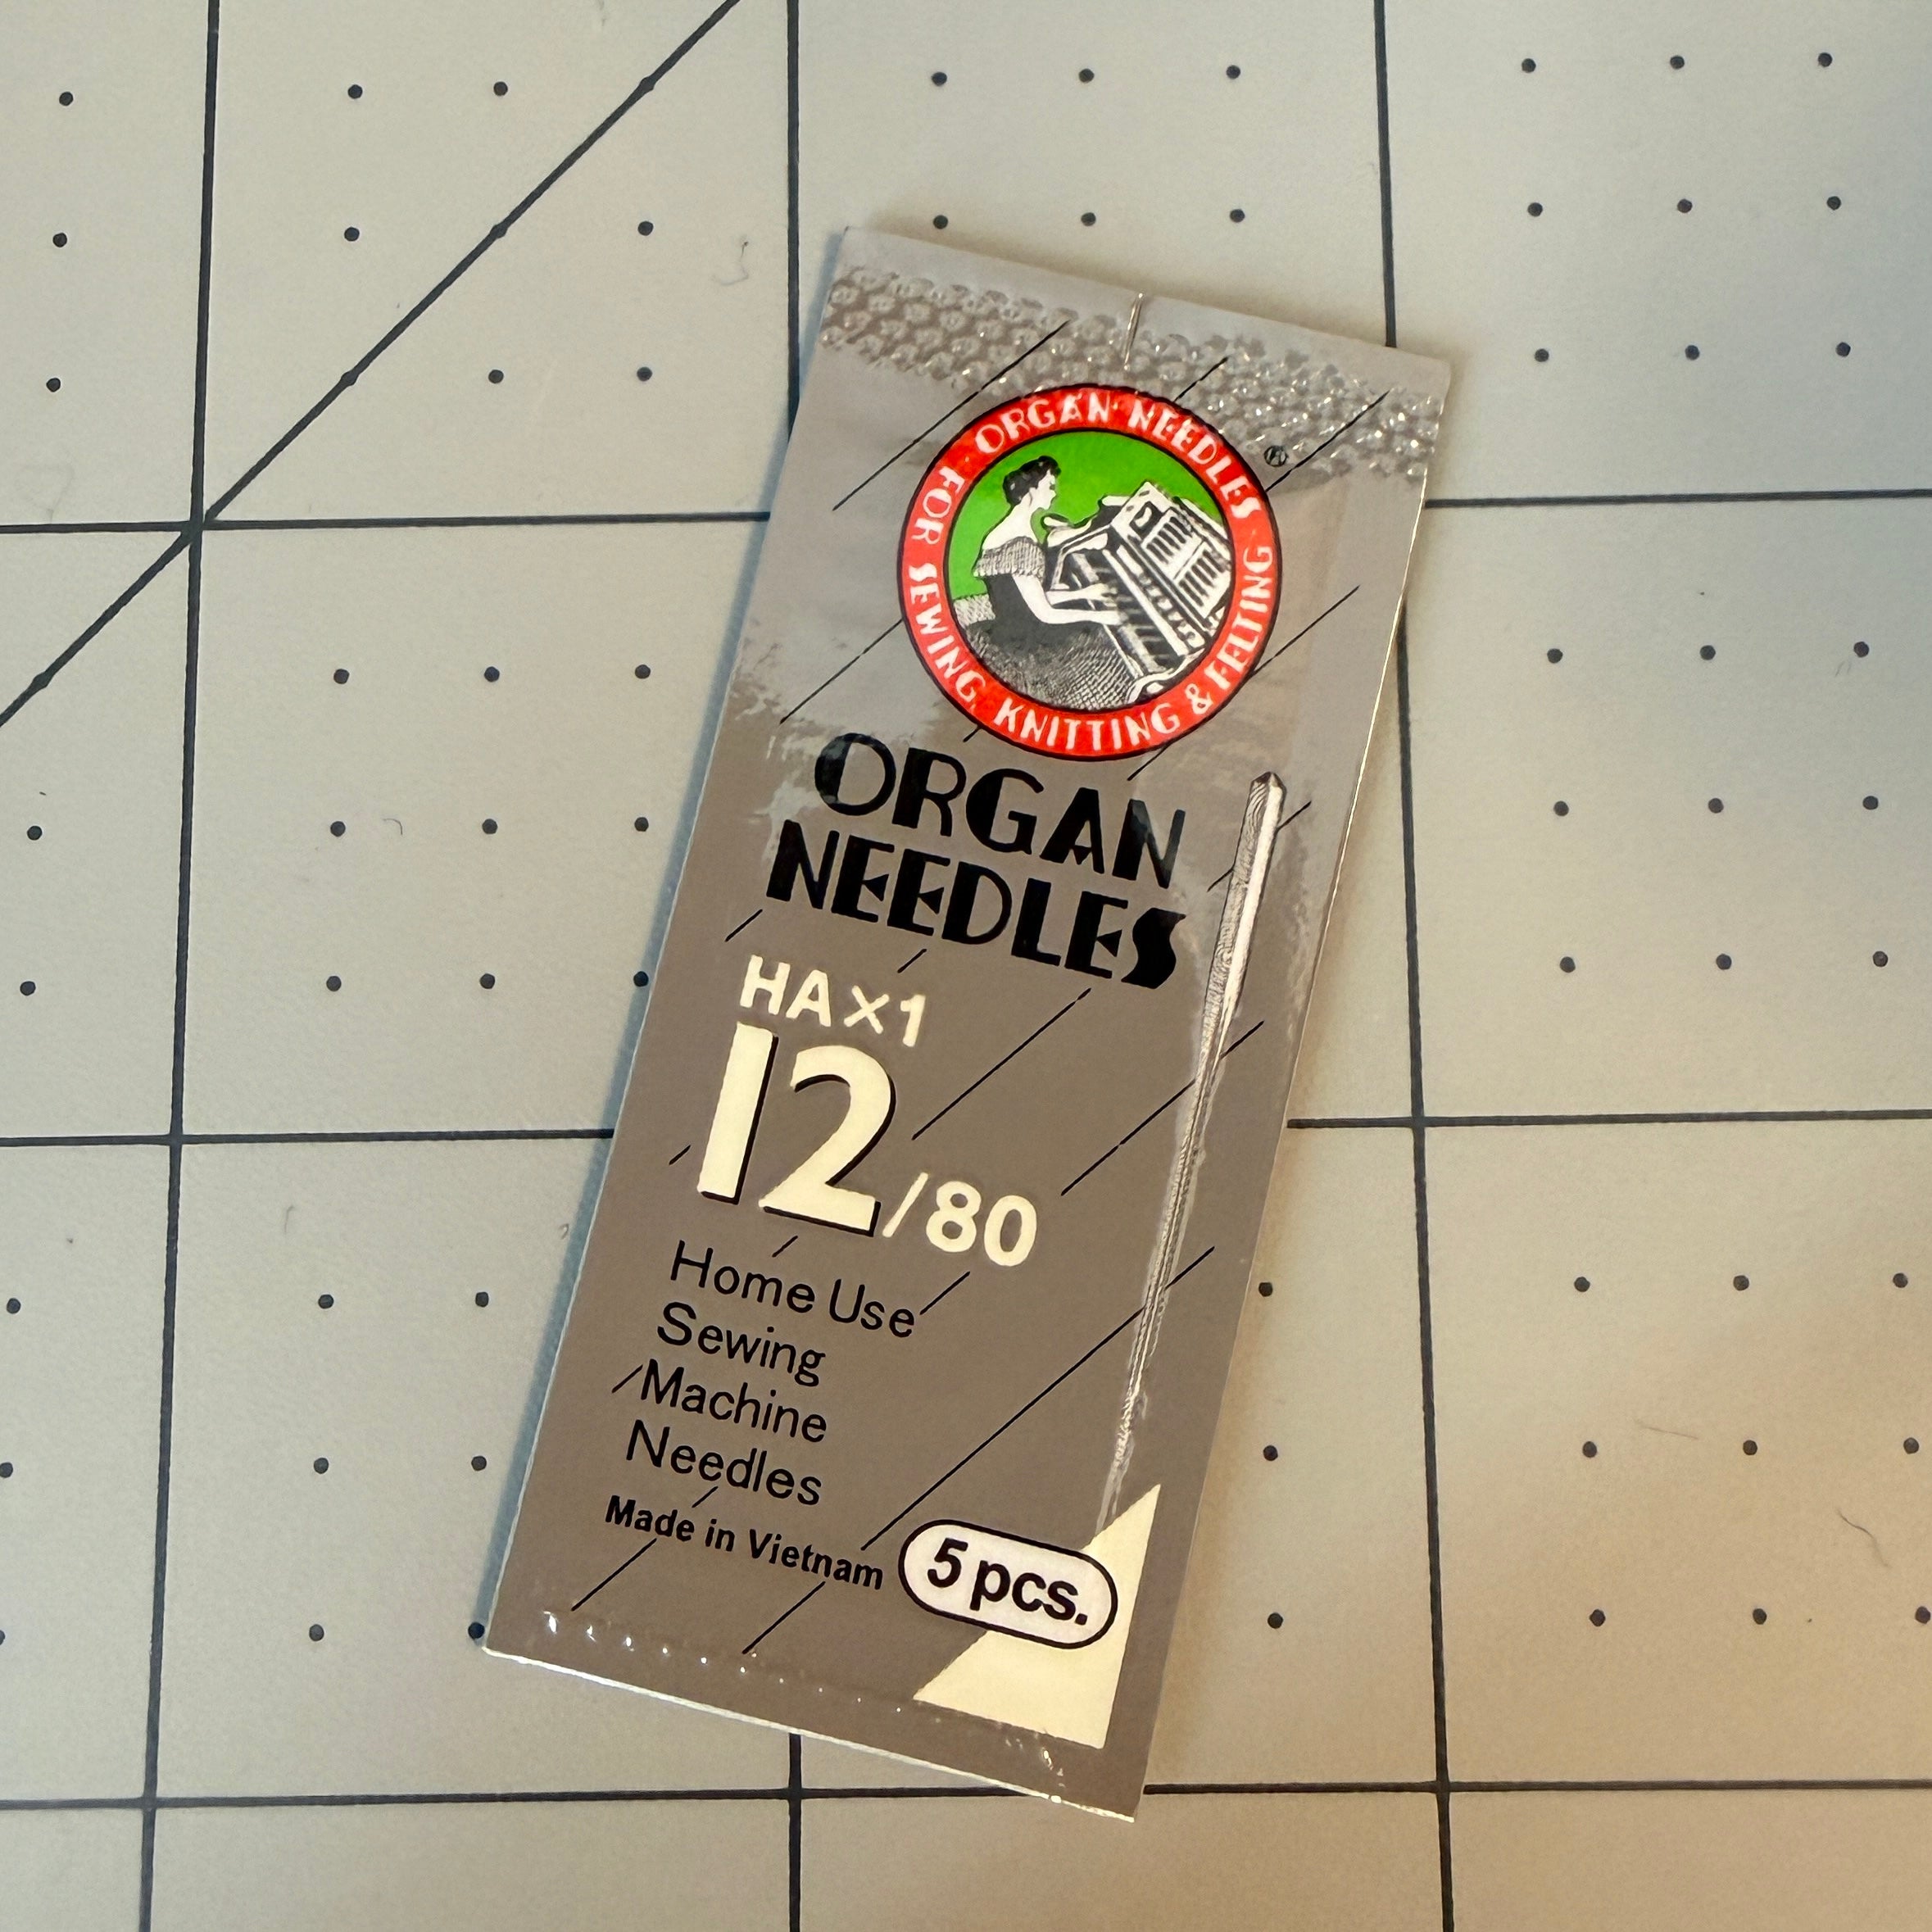 ORGAN NEEDLES
FOR SEWING, KNITTING & FELTING
®
ORGAN
NEEDLES
HA×1
12/80
Home Use
Sewing
Machine
Needles
Made in Vietnam
5 pcs.